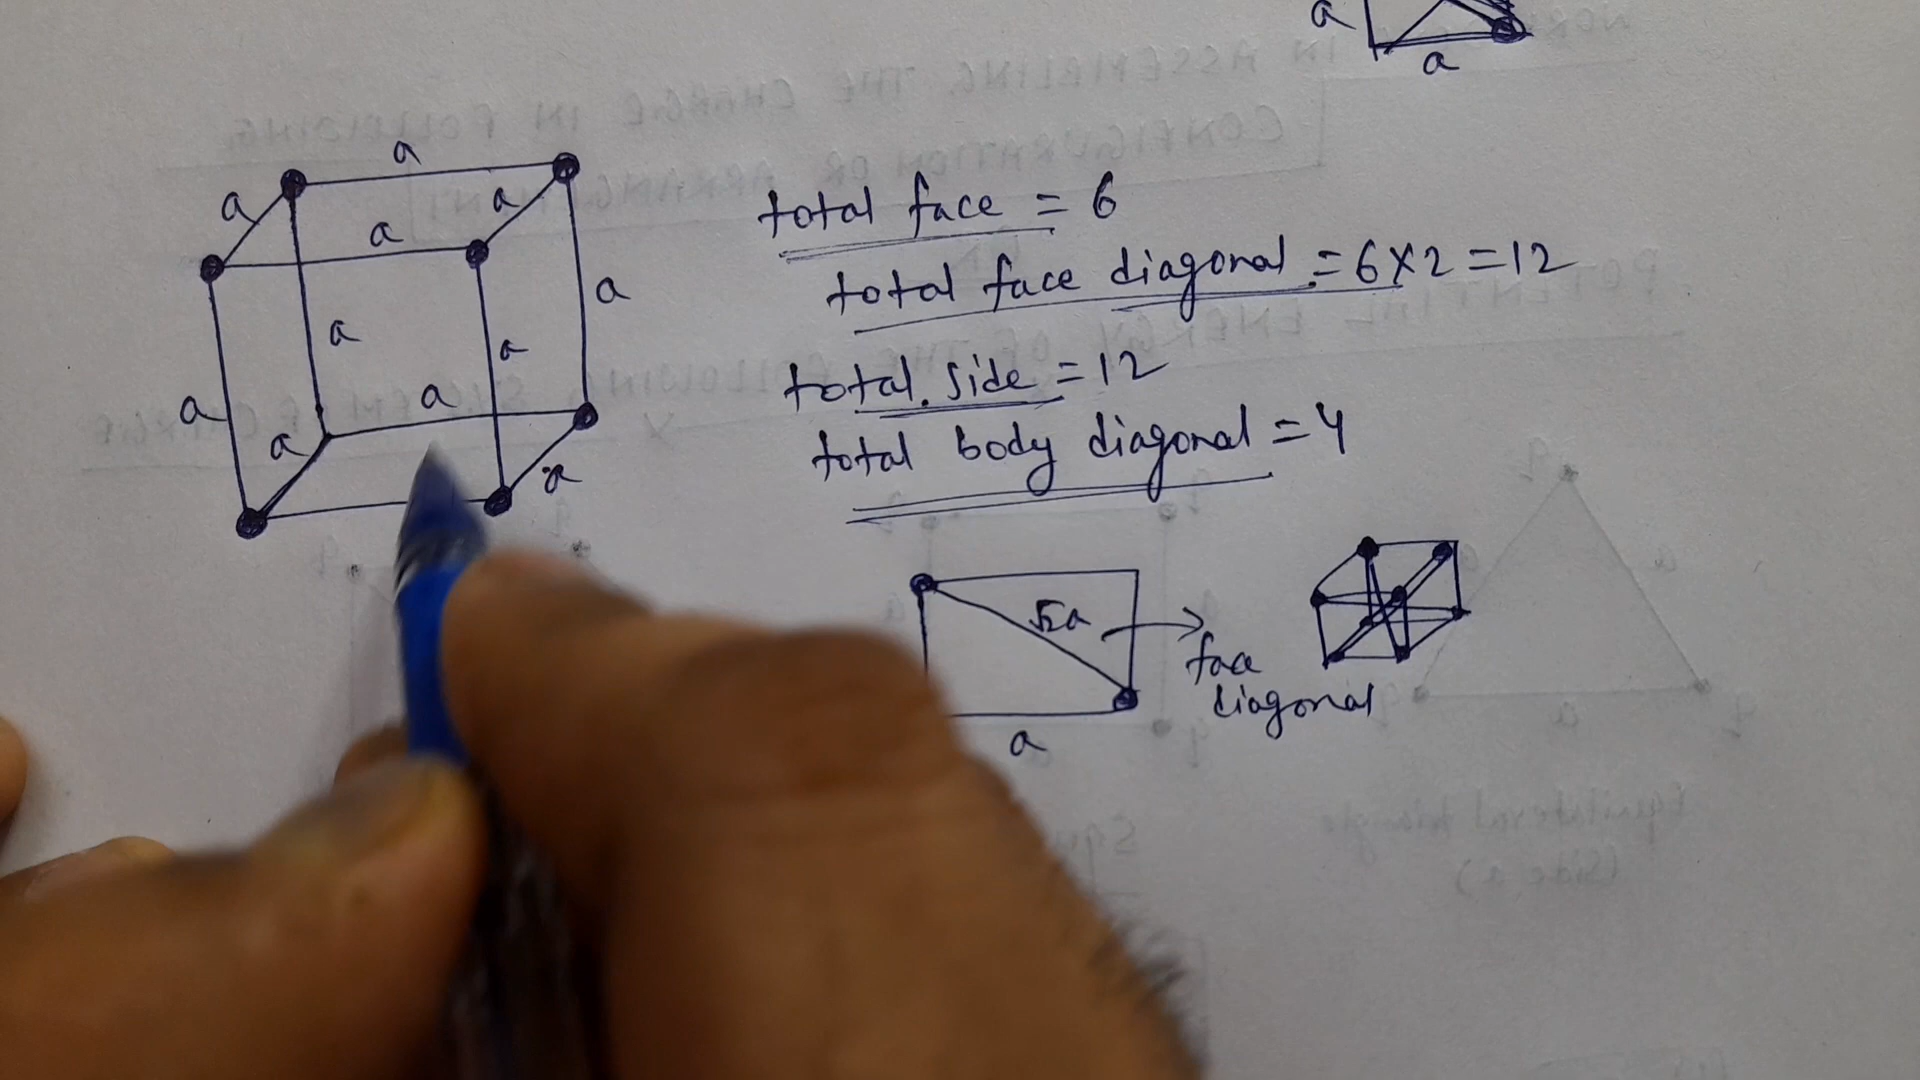 a
a
a
a
a
a
a
a
a
a
a
a
a
total face = 6
total face diagonal = 6×2 = 12
total side = 12
total body diagonal = 4
√2a
face
diagonal
a